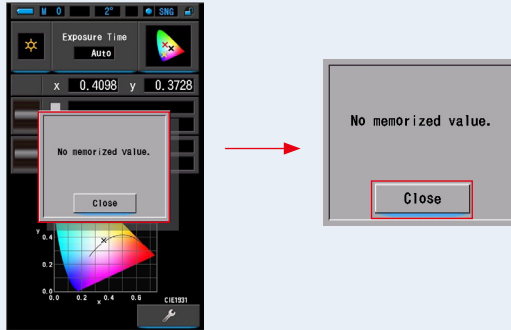 M 0 2° SNG
Exposure Time
Auto
x 0.4098 y 0.3728
No memorized value.
Close
y
0.4
0.2
0.0
0.0 0.2 x 0.4 0.6 CIE1931
No memorized value.
Close